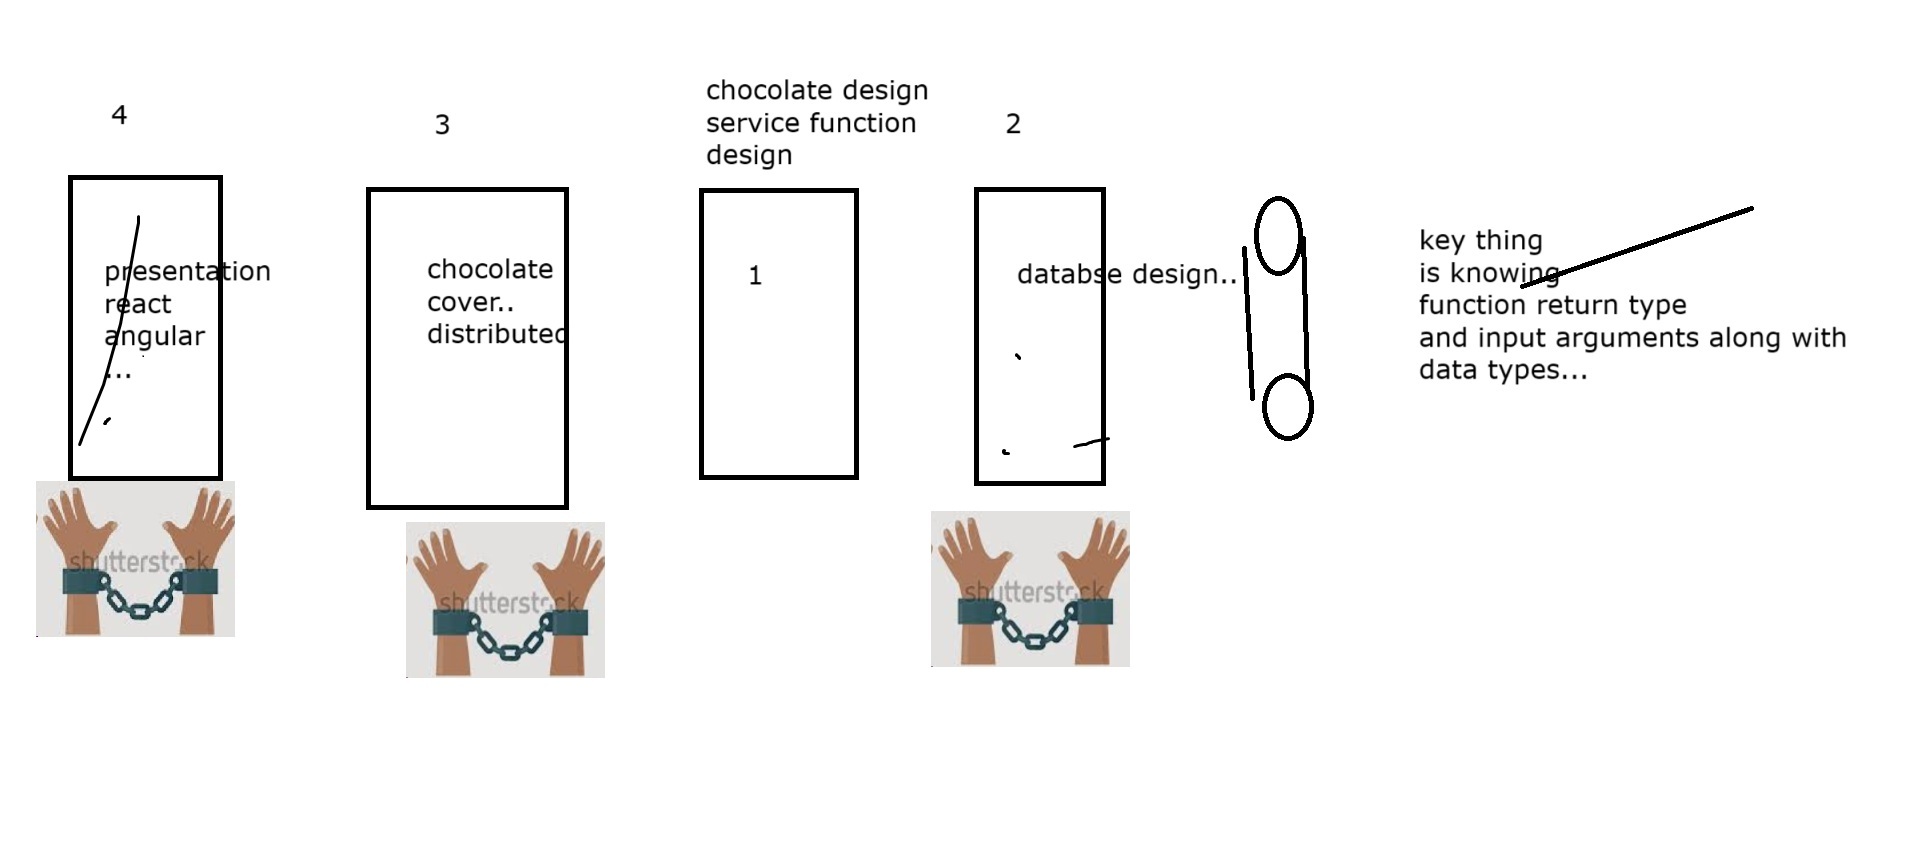 4
presentation
react
angular
...
3
chocolate
cover..
distributed
chocolate design
service function
design
1
2
databse design..
key thing
is knowing
function return type
and input arguments along with
data types...
shutterstock
shutterstock
shutterstock